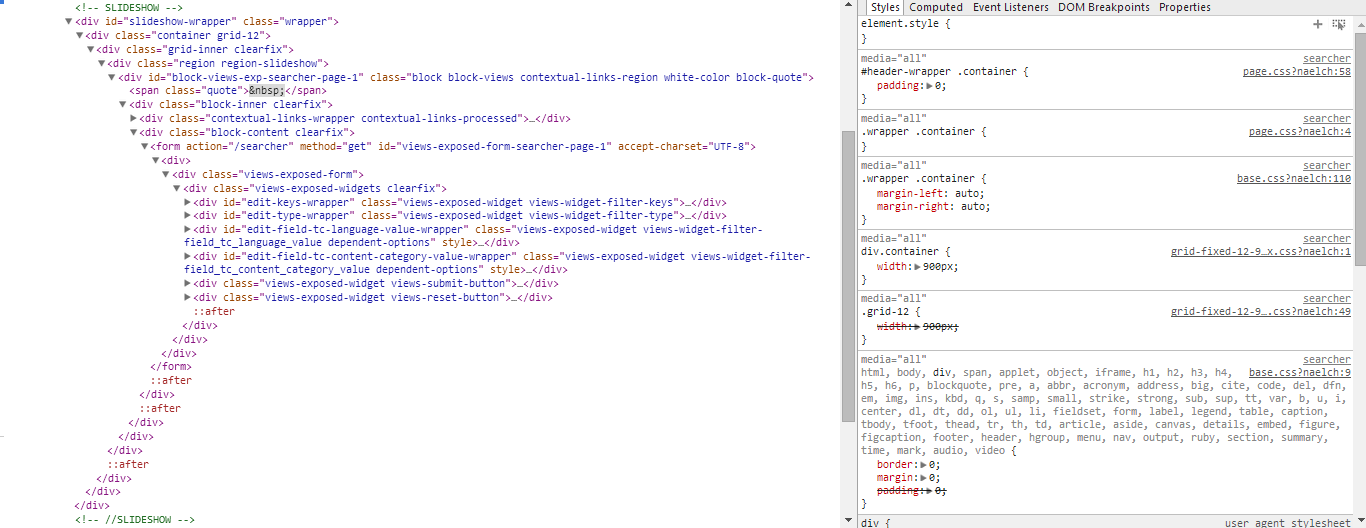 <!-- SLIDESHOW -->
▼<div id="slideshow-wrapper" class="wrapper">
▼<div class="container grid-12">
▼<div class="grid-inner clearfix">
▼<div class="region region-slideshow">
▼<div id="block-views-exp-searcher-page-1" class="block block-views contextual-links-region white-color block-quote">
<span class="quote">&nbsp;</span>
▼<div class="block-inner clearfix">
▶<div class="contextual-links-wrapper contextual-links-processed">…</div>
▼<div class="block-content clearfix">
▼<form action="/searcher" method="get" id="views-exposed-form-searcher-page-1" accept-charset="UTF-8">
▼<div>
▼<div class="views-exposed-form">
▼<div class="views-exposed-widgets clearfix">
▶<div id="edit-keys-wrapper" class="views-exposed-widget views-widget-filter-keys">…</div>
▶<div id="edit-type-wrapper" class="views-exposed-widget views-widget-filter-type">…</div>
▶<div id="edit-field-tc-language-value-wrapper" class="views-exposed-widget views-widget-filter-
field_tc_language_value dependent-options" style>…</div>
▶<div id="edit-field-tc-content-category-value-wrapper" class="views-exposed-widget views-widget-filter-
field_tc_content_category_value dependent-options" style>…</div>
▶<div class="views-exposed-widget views-submit-button">…</div>
▶<div class="views-exposed-widget views-reset-button">…</div>
::after
</div>
</div>
</div>
</form>
::after
</div>
::after
</div>
</div>
</div>
::after
</div>
</div>
</div>
<!-- //SLIDESHOW -->
Styles Computed Event Listeners DOM Breakpoints Properties
element.style {
}
media="all" searcher
#header-wrapper .container { page.css?naelch:58
padding:▶0;
}
media="all" searcher
.wrapper .container { page.css?naelch:4
}
media="all" searcher
.wrapper .container { base.css?naelch:110
margin-left: auto;
margin-right: auto;
}
media="all" searcher
div.container { grid-fixed-12-9…x.css?naelch:1
width:▶900px;
}
media="all" searcher
.grid-12 { grid-fixed-12-9….css?naelch:49
width:▶900px;
}
media="all" searcher
html, body, div, span, applet, object, iframe, h1, h2, h3, h4, base.css?naelch:9
h5, h6, p, blockquote, pre, a, abbr, acronym, address, big, cite, code, del, dfn,
em, img, ins, kbd, q, s, samp, small, strike, strong, sub, sup, tt, var, b, u, i,
center, dl, dt, dd, ol, ul, li, fieldset, form, label, legend, table, caption,
tbody, tfoot, thead, tr, th, td, article, aside, canvas, details, embed, figure,
figcaption, footer, header, hgroup, menu, nav, output, ruby, section, summary,
time, mark, audio, video {
border:▶0;
margin:▶0;
padding:▶0;
}
div { user agent stylesheet